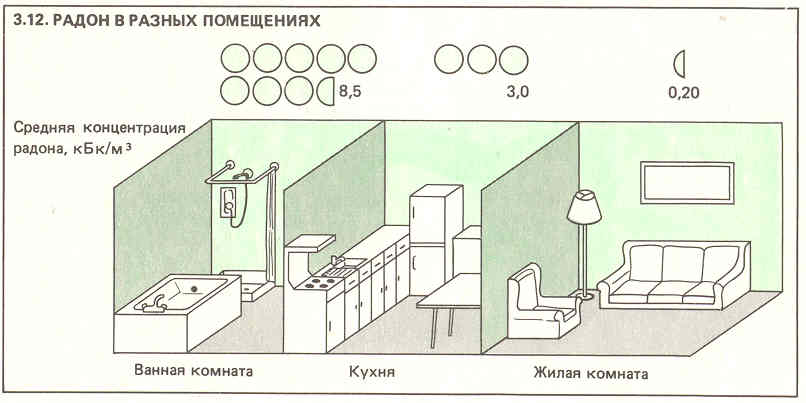 3.12. РАДОН В РАЗНЫХ ПОМЕЩЕНИЯХ
8,5
3,0
0,20
Средняя концентрация
радона, кБк/м³
Ванная комната
Кухня
Жилая комната